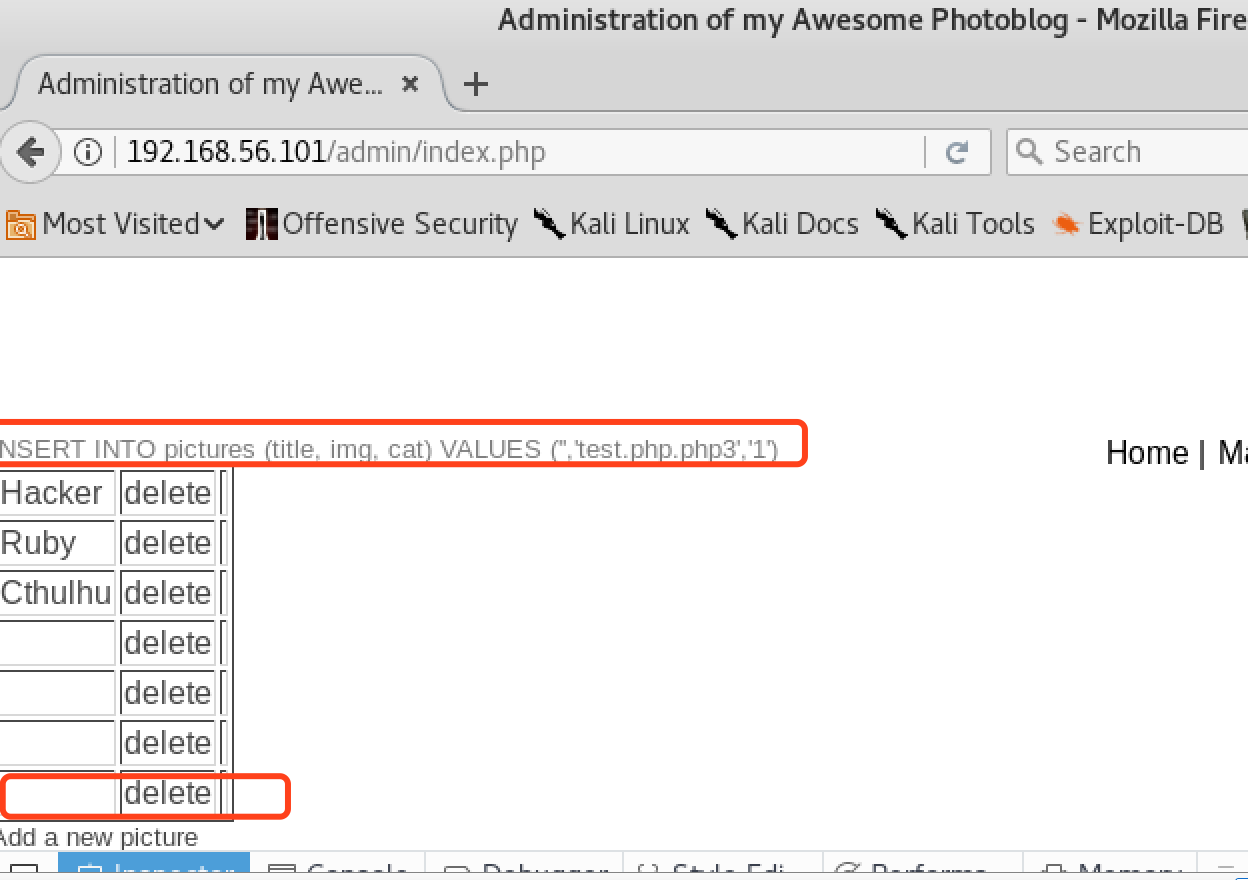 Administration of my Awesome Photoblog - Mozilla Fire
Administration of my Awe...
192.168.56.101/admin/index.php
Search
Most Visited Offensive Security Kali Linux Kali Docs Kali Tools Exploit-DB
NSERT INTO pictures (title, img, cat) VALUES ('','test.php.php3','1')
Home | Ma
Hacker delete
Ruby delete
Cthulhu delete
delete
delete
delete
delete
Add a new picture
Inspector Console Debugger Style Edi Performa Memory